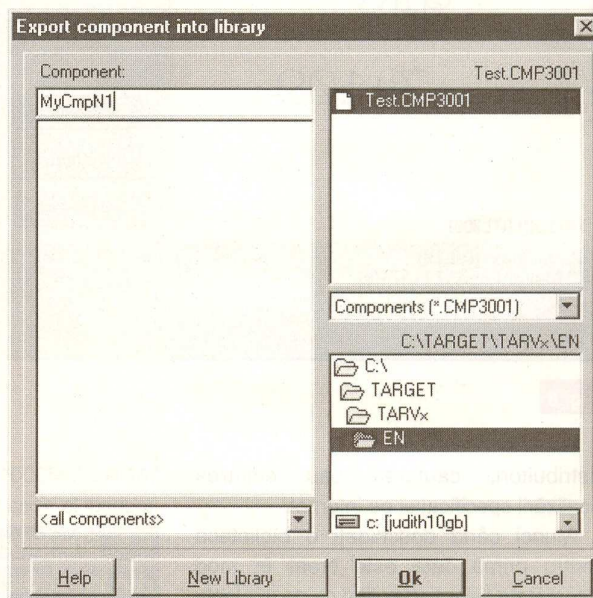 Export component into library
Component:
Test.CMP3001
MyCmpN1
Test.CMP3001
Components (*.CMP3001)
C:\TARGET\TARVx\EN
C:\
TARGET
TARVx
EN
<all components>
c: [judith10gb]
Help
New Library
Ok
Cancel